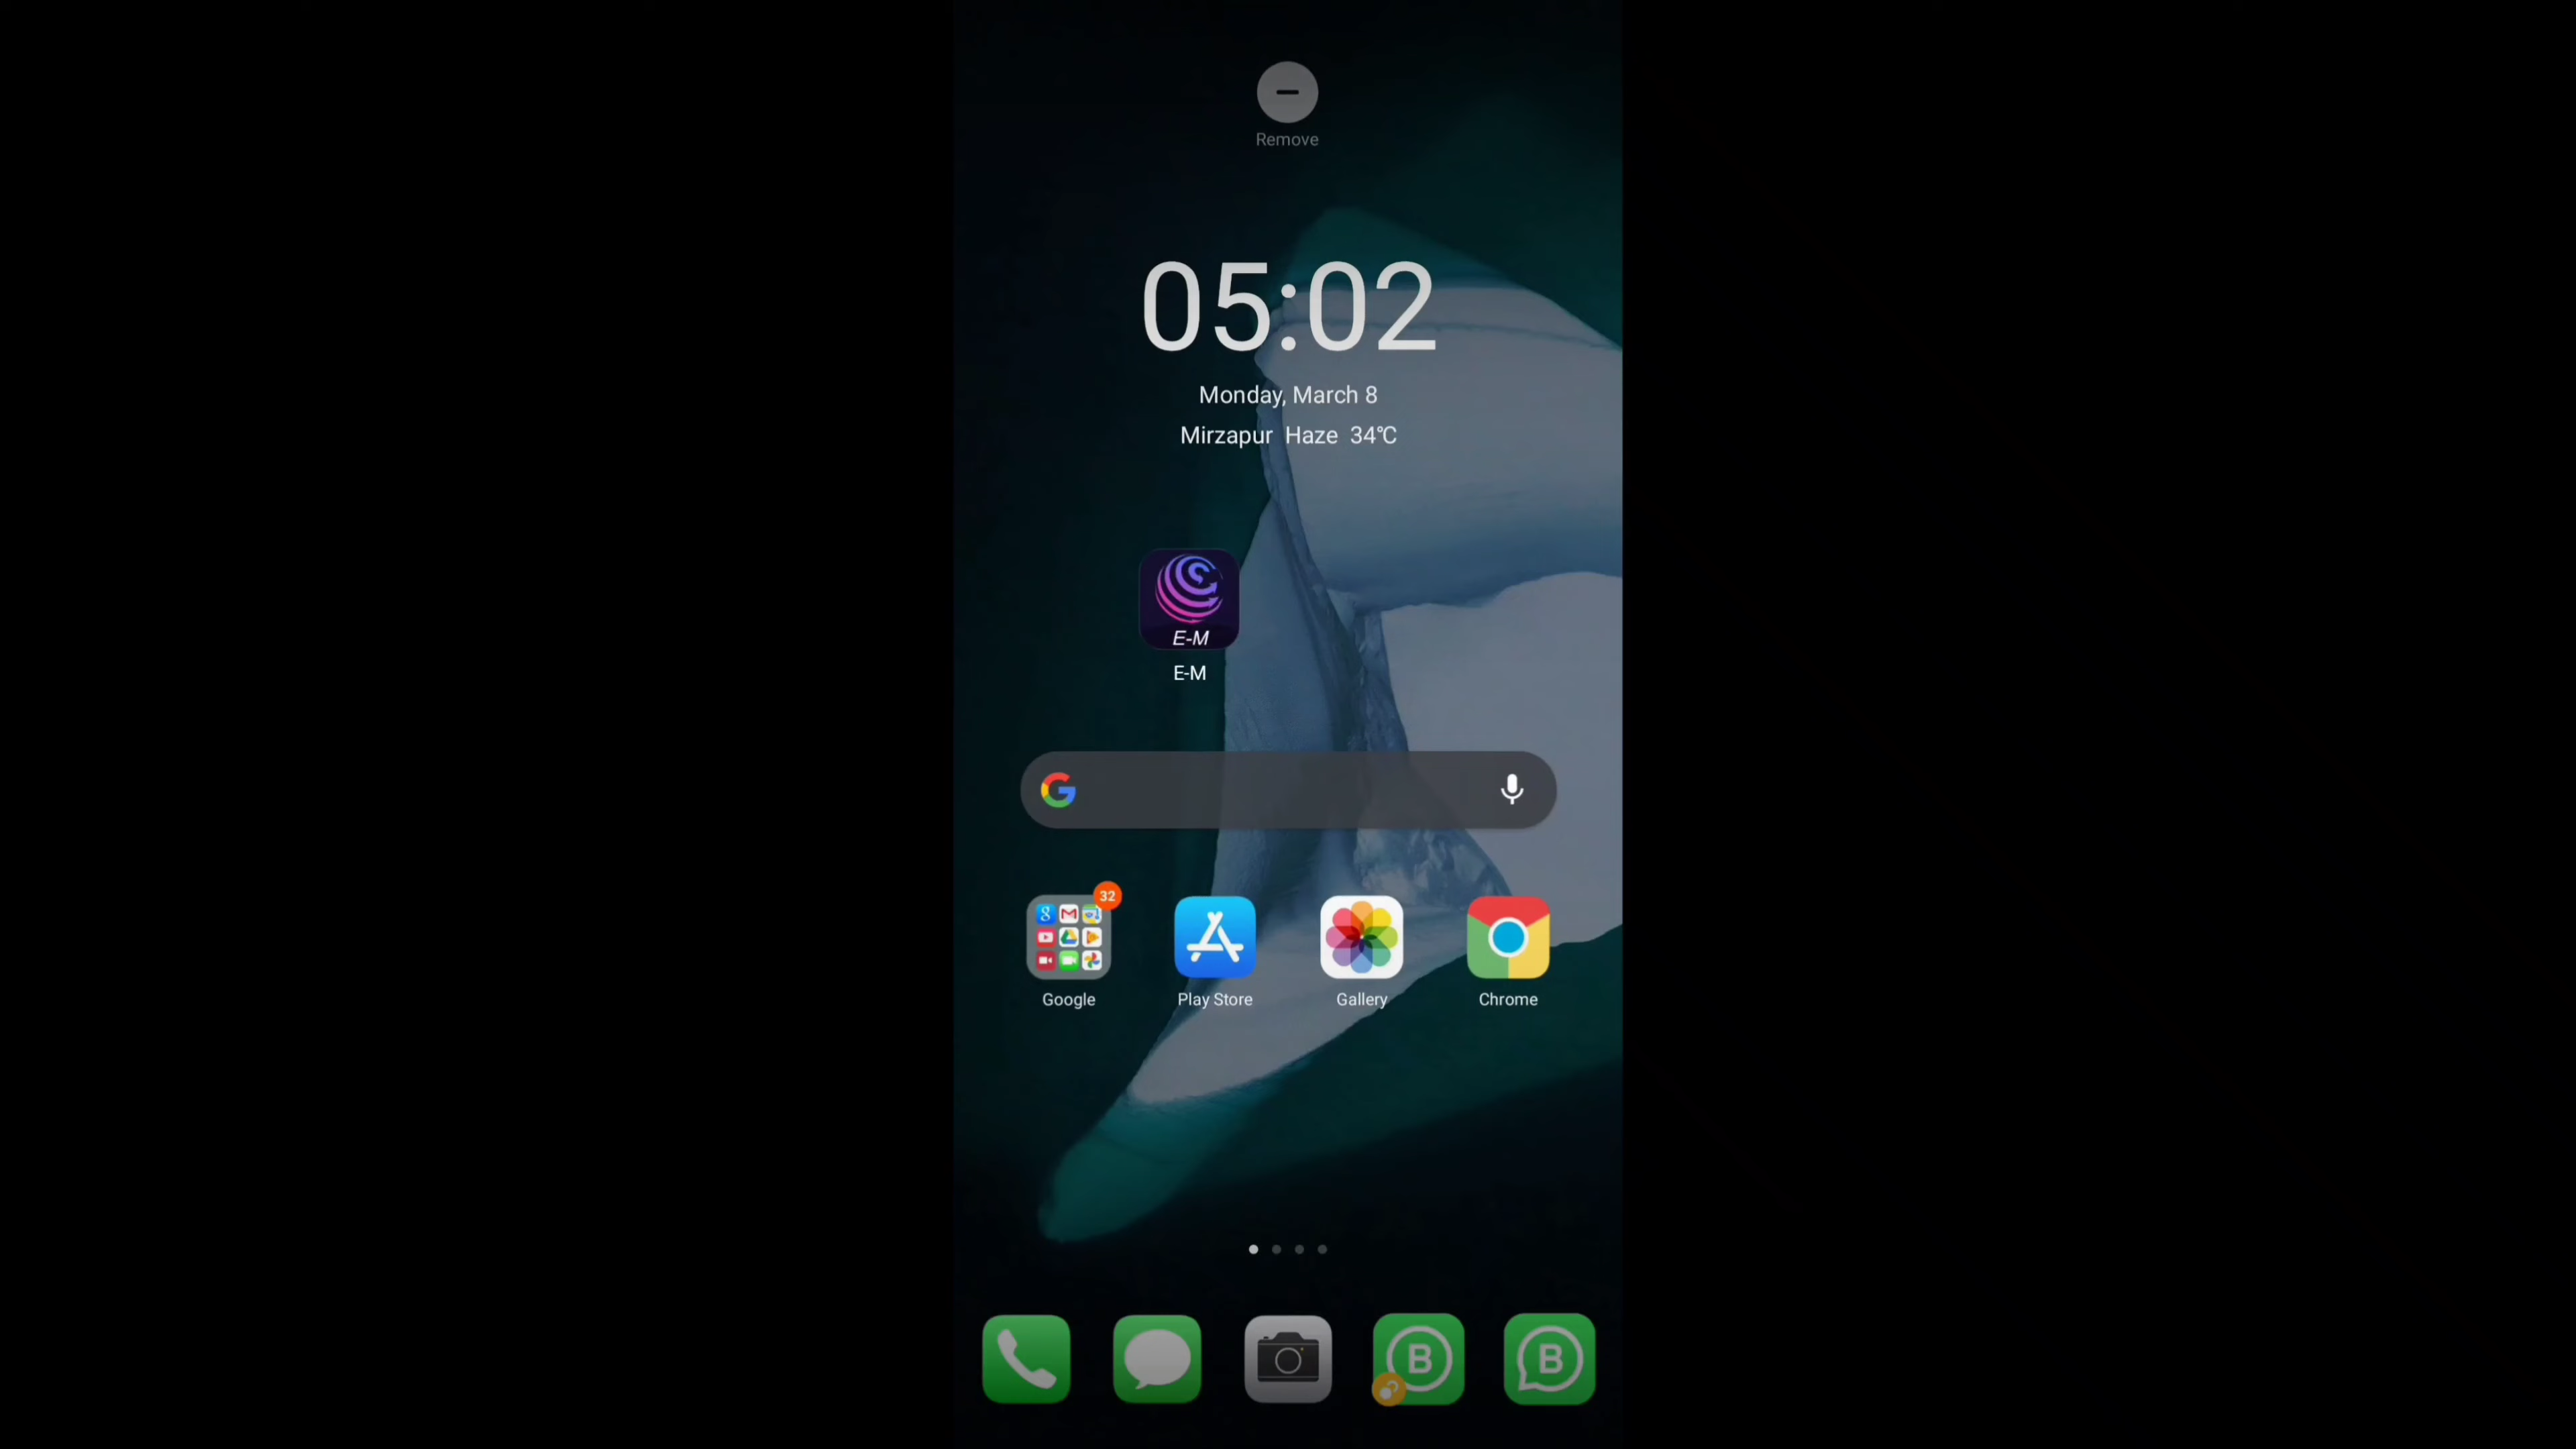 Remove
05:02
Monday, March 8
Mirzapur Haze 34℃
E-M
E-M
32
Google
Play Store
Gallery
Chrome
B
B